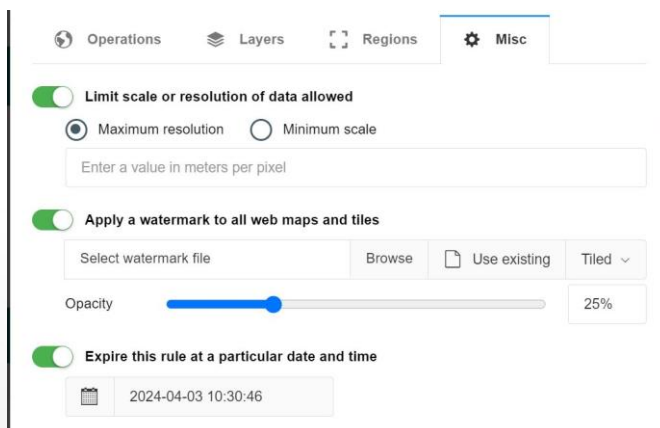 Operations Layers Regions Misc
Limit scale or resolution of data allowed
Maximum resolution Minimum scale
Enter a value in meters per pixel
Apply a watermark to all web maps and tiles
Select watermark file Browse Use existing Tiled
Opacity 25%
Expire this rule at a particular date and time
2024-04-03 10:30:46